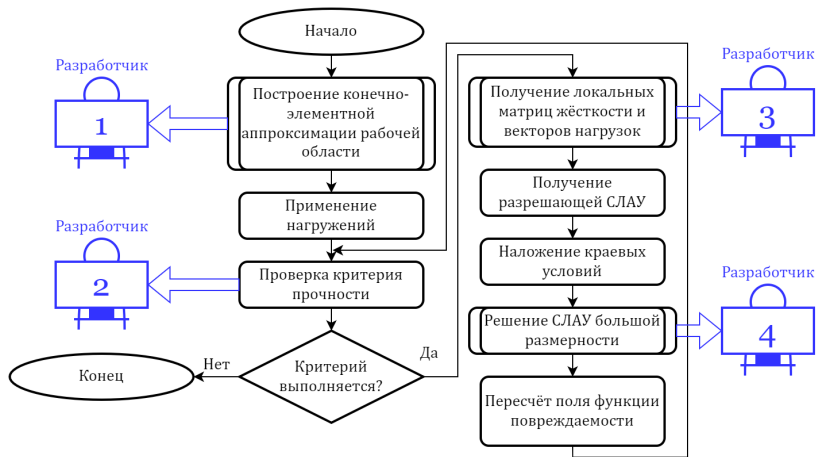 Начало
Разработчик
1
Построение конечно-
элементной
аппроксимации рабочей
области
Применение
нагружений
Разработчик
2
Проверка критерия
прочности
Критерий
выполняется?
Нет
Да
Конец
Получение локальных
матриц жёсткости и
векторов нагрузок
Разработчик
3
Получение
разрешающей СЛАУ
Наложение краевых
условий
Решение СЛАУ большой
размерности
Разработчик
4
Пересчёт поля функции
повреждаемости